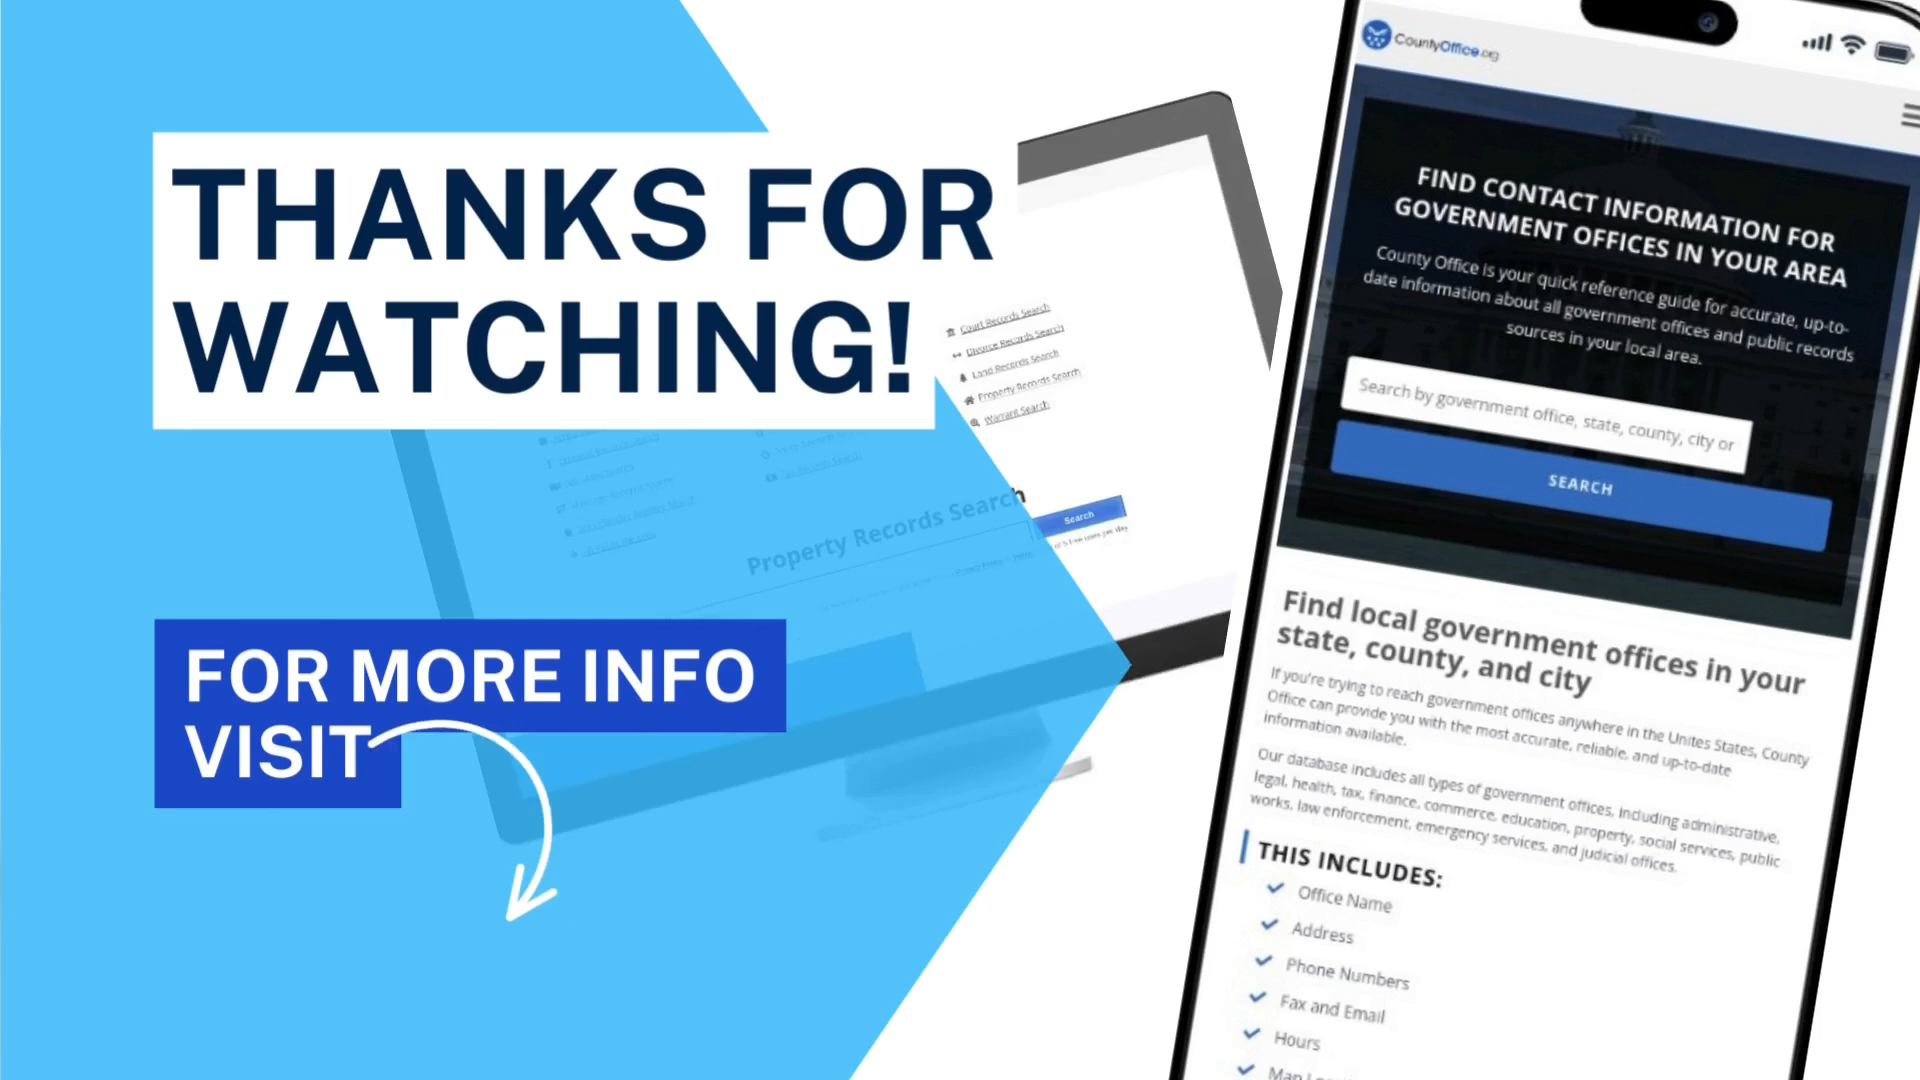 THANKS FOR
WATCHING!
FOR MORE INFO
VISIT
Court Records Search
Divorce Records Search
Land Records Search
Property Records Search
Warrant Search
Property Records Search
Search
of 5 free uses per day
CountyOffice.org
FIND CONTACT INFORMATION FOR
GOVERNMENT OFFICES IN YOUR AREA
County Office is your quick reference guide for accurate, up-to-
date information about all government offices and public records
sources in your local area.
Search by government office, state, county, city or
SEARCH
Find local government offices in your
state, county, and city
If you're trying to reach government offices anywhere in the Unites States, County
Office can provide you with the most accurate, reliable, and up-to-date
information available.
Our database includes all types of government offices, including administrative,
legal, health, tax, finance, commerce, education, property, social services, public
works, law enforcement, emergency services, and judicial offices.
THIS INCLUDES:
Office Name
Address
Phone Numbers
Fax and Email
Hours
Map